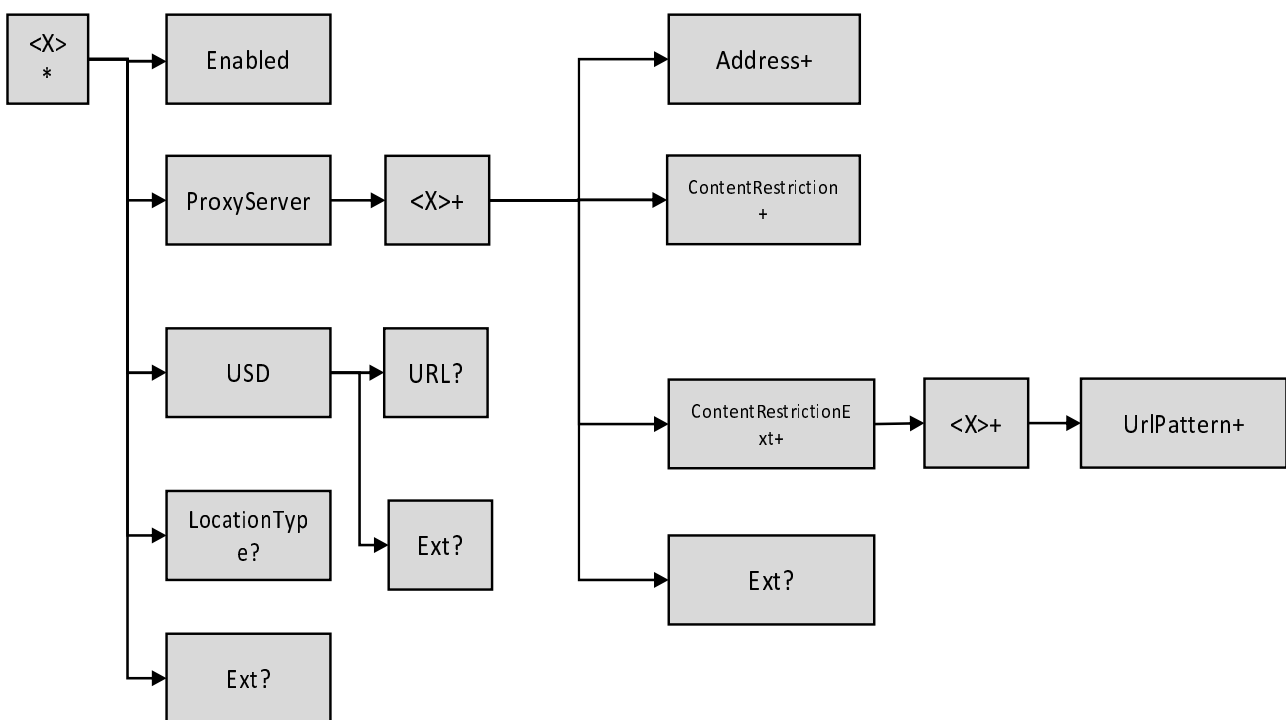 <X>
*
Enabled
Address+
ProxyServer
<X>+
ContentRestriction
+
USD
URL?
ContentRestrictionE
xt+
<X>+
UrlPattern+
LocationTyp
e?
Ext?
Ext?
Ext?